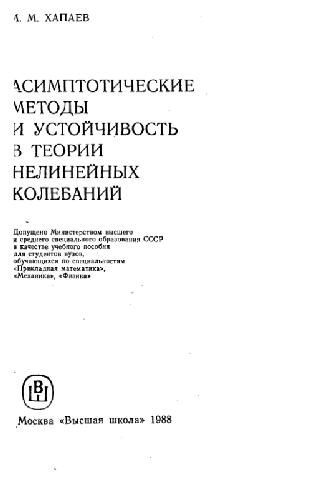 М. М. ХАПАЕВ
АСИМПТОТИЧЕСКИЕ
МЕТОДЫ
И УСТОЙЧИВОСТЬ
В ТЕОРИИ
НЕЛИНЕЙНЫХ
КОЛЕБАНИЙ
Допущено Министерством высшего
и среднего специального образования СССР
в качестве учебного пособия
для студентов вузов,
обучающихся по специальностям
«Прикладная математика»,
«Механика», «Физика»
ВШ
Москва «Высшая школа» 1988